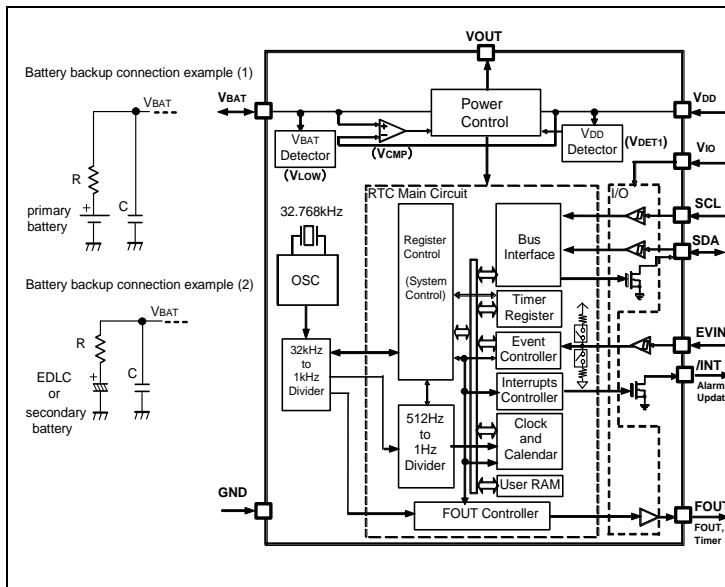 VOUT
Battery backup connection example (1)
VBAT
R
+
primary
battery
C
Battery backup connection example (2)
VBAT
R
+
EDLC
or
secondary
battery
C
VBAT
VDD
Power
Control
+
−
(VCMP)
VBAT
Detector
(VLOW)
VDD
Detector
(VDET1)
VIO
RTC Main Circuit
I/O
32.768kHz
OSC
Register
Control
(System
Control)
Bus
Interface
SCL
SDA
Timer
Register
Event
Controller
EVIN
32kHz
to
1kHz
Divider
Interrupts
Controller
/INT
Alarm
Updat
512Hz
to
1Hz
Divider
Clock
and
Calendar
User RAM
GND
FOUT Controller
FOUT
FOUT,
Timer